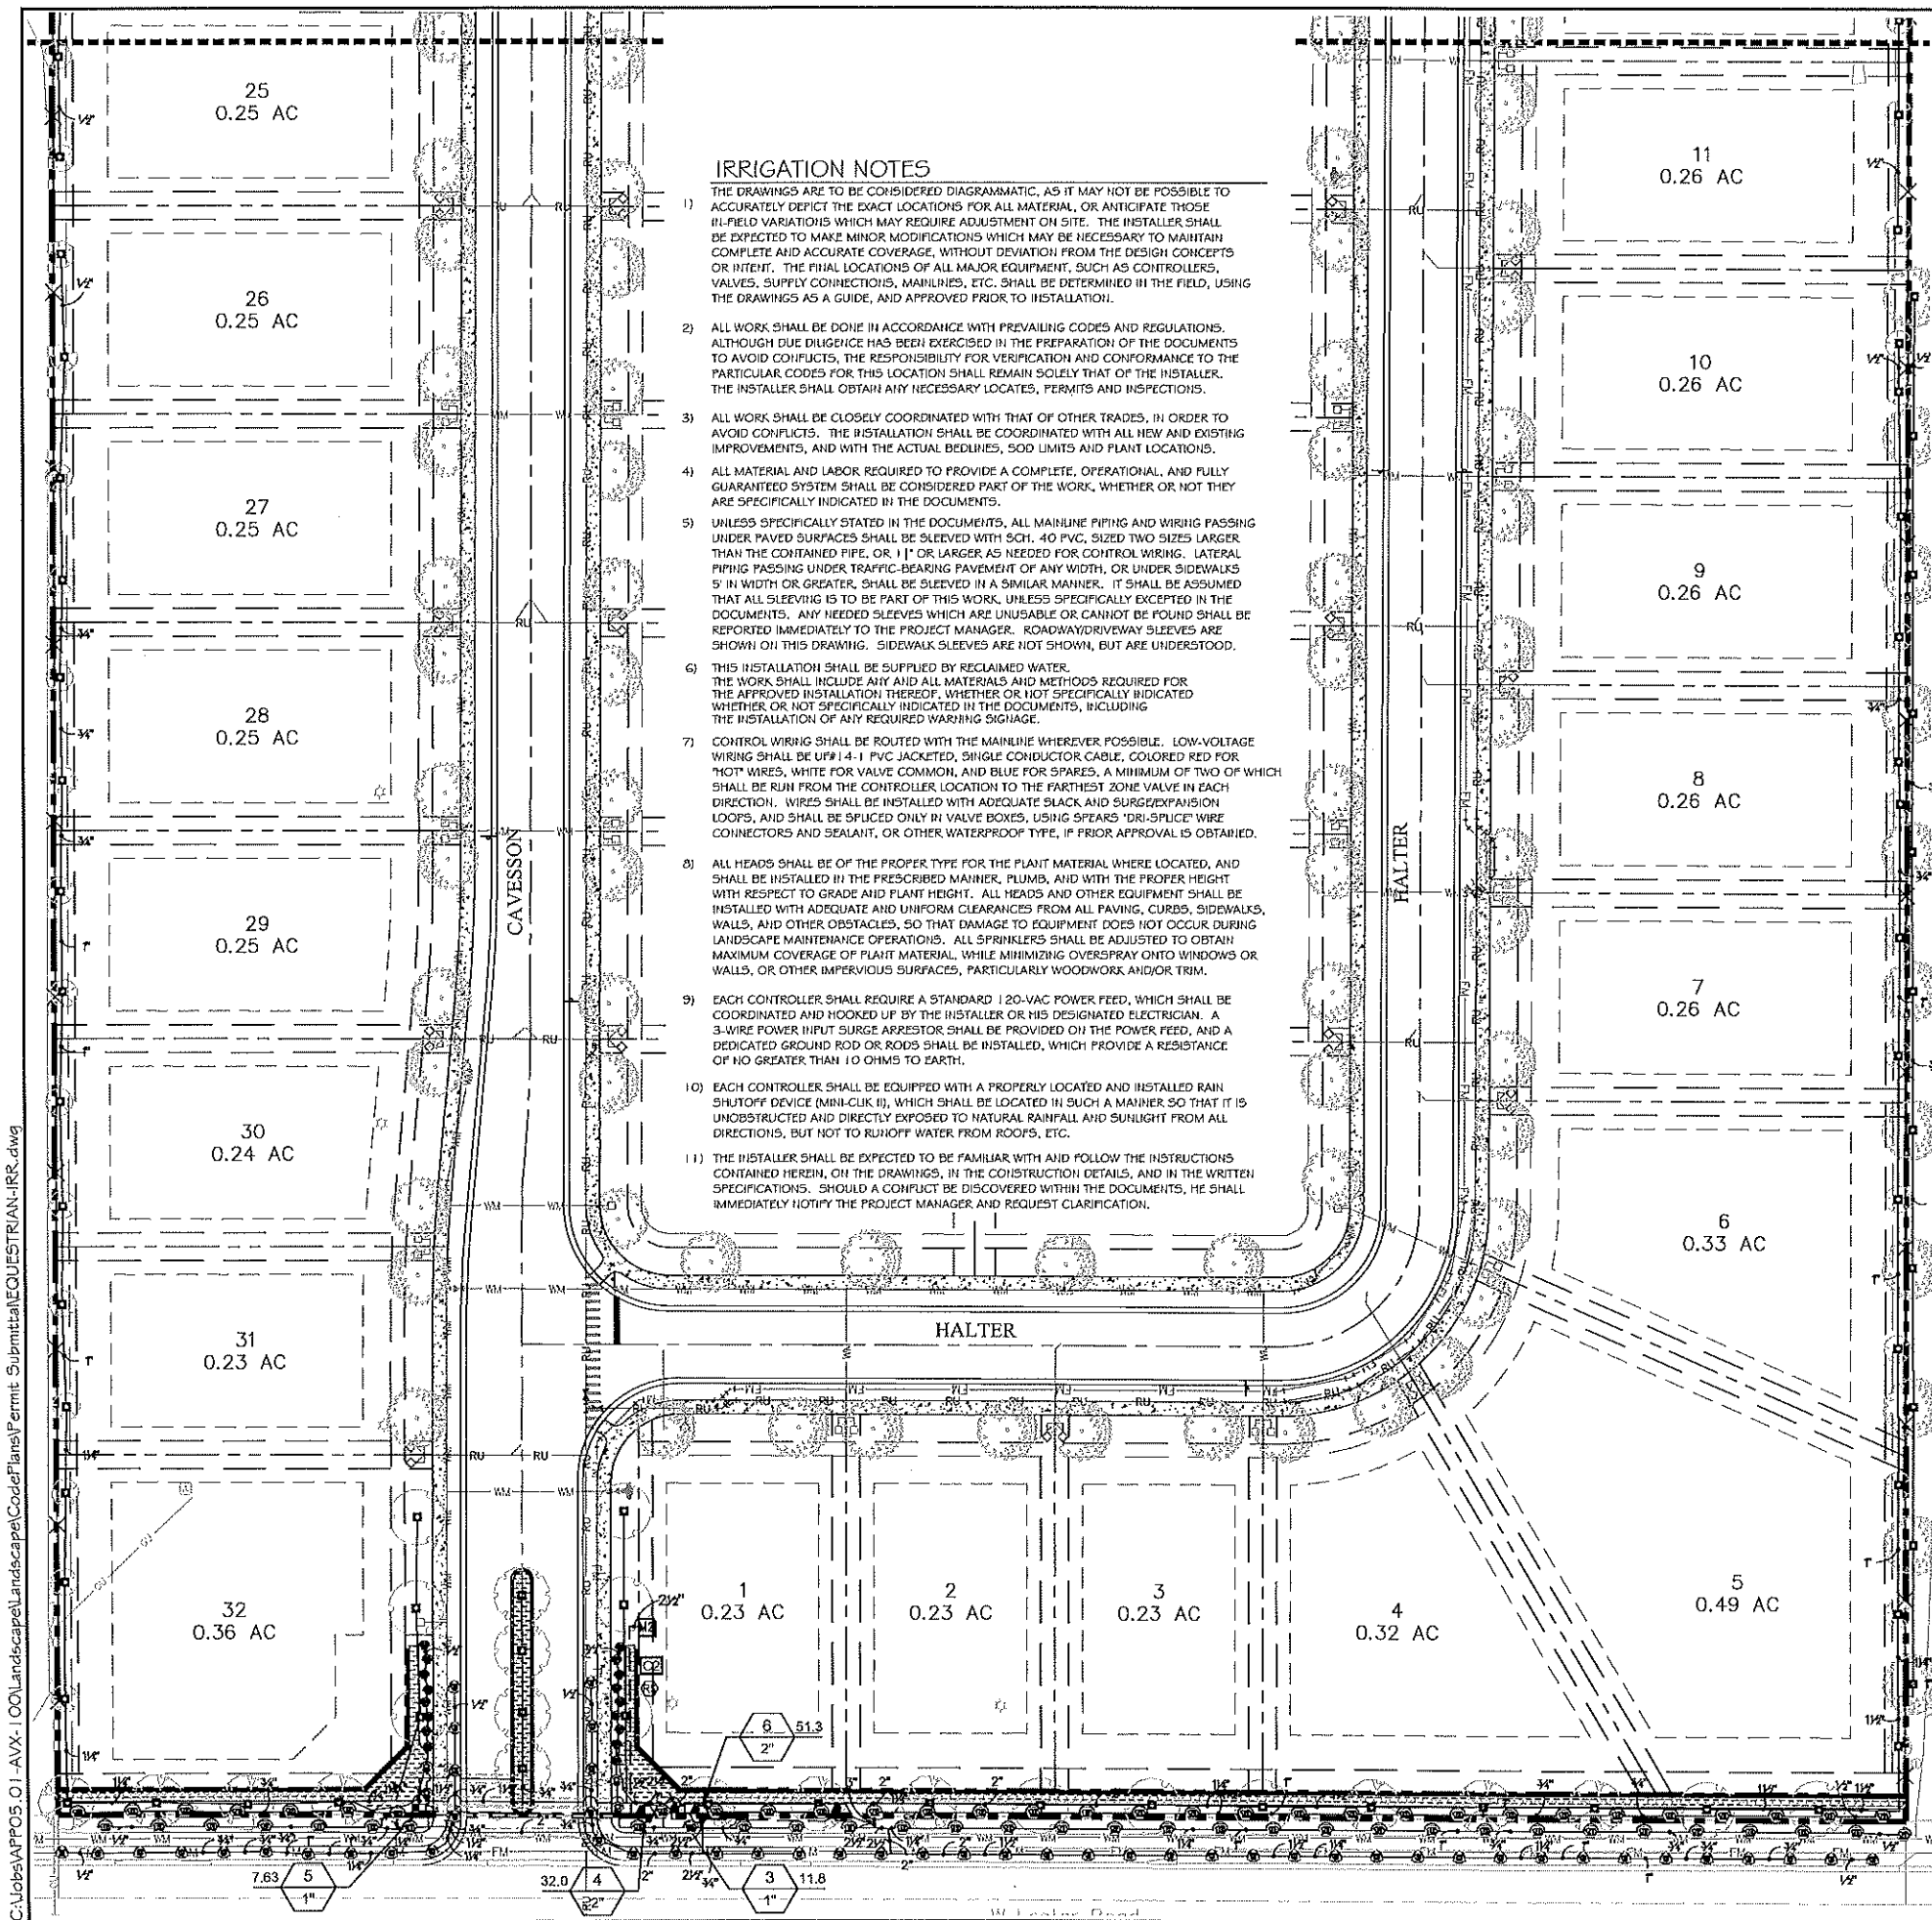 IRRIGATION NOTES
1) THE DRAWINGS ARE TO BE CONSIDERED DIAGRAMMATIC, AS IT MAY NOT BE POSSIBLE TO
ACCURATELY DEPICT THE EXACT LOCATIONS FOR ALL MATERIAL, OR ANTICIPATE THOSE
IN-FIELD VARIATIONS WHICH MAY REQUIRE ADJUSTMENT ON SITE. THE INSTALLER SHALL
BE EXPECTED TO MAKE MINOR MODIFICATIONS WHICH MAY BE NECESSARY TO MAINTAIN
COMPLETE AND ACCURATE COVERAGE, WITHOUT DEVIATION FROM THE DESIGN CONCEPTS
OR INTENT. THE FINAL LOCATIONS OF ALL MAJOR EQUIPMENT, SUCH AS CONTROLLERS,
VALVES, SUPPLY CONNECTIONS, MAINLINES, ETC. SHALL BE DETERMINED IN THE FIELD, USING
THE DRAWINGS AS A GUIDE, AND APPROVED PRIOR TO INSTALLATION.
2) ALL WORK SHALL BE DONE IN ACCORDANCE WITH PREVAILING CODES AND REGULATIONS.
ALTHOUGH DUE DILIGENCE HAS BEEN EXERCISED IN THE PREPARATION OF THE DOCUMENTS
TO AVOID CONFLICTS, THE RESPONSIBILITY FOR VERIFICATION AND CONFORMANCE TO THE
PARTICULAR CODES FOR THIS LOCATION SHALL REMAIN SOLELY THAT OF THE INSTALLER.
THE INSTALLER SHALL OBTAIN ANY NECESSARY LOCATES, PERMITS AND INSPECTIONS.
3) ALL WORK SHALL BE CLOSELY COORDINATED WITH THAT OF OTHER TRADES, IN ORDER TO
AVOID CONFLICTS. THE INSTALLATION SHALL BE COORDINATED WITH ALL NEW AND EXISTING
IMPROVEMENTS, AND WITH THE ACTUAL BEDLINES, SOD LIMITS AND PLANT LOCATIONS.
4) ALL MATERIAL AND LABOR REQUIRED TO PROVIDE A COMPLETE, OPERATIONAL, AND FULLY
GUARANTEED SYSTEM SHALL BE CONSIDERED PART OF THE WORK, WHETHER OR NOT THEY
ARE SPECIFICALLY INDICATED IN THE DOCUMENTS.
5) UNLESS SPECIFICALLY STATED IN THE DOCUMENTS, ALL MAINLINE PIPING AND WIRING PASSING
UNDER PAVED SURFACES SHALL BE SLEEVED WITH SCH. 40 PVC, SIZED TWO SIZES LARGER
THAN THE CONTAINED PIPE, OR 1|" OR LARGER AS NEEDED FOR CONTROL WIRING. LATERAL
PIPING PASSING UNDER TRAFFIC-BEARING PAVEMENT OF ANY WIDTH, OR UNDER SIDEWALKS
5' IN WIDTH OR GREATER, SHALL BE SLEEVED IN A SIMILAR MANNER. IT SHALL BE ASSUMED
THAT ALL SLEEVING IS TO BE PART OF THIS WORK, UNLESS SPECIFICALLY EXCEPTED IN THE
DOCUMENTS. ANY NEEDED SLEEVES WHICH ARE UNUSABLE OR CANNOT BE FOUND SHALL BE
REPORTED IMMEDIATELY TO THE PROJECT MANAGER. ROADWAY/DRIVEWAY SLEEVES ARE
SHOWN ON THIS DRAWING. SIDEWALK SLEEVES ARE NOT SHOWN, BUT ARE UNDERSTOOD.
6) THIS INSTALLATION SHALL BE SUPPLIED BY RECLAIMED WATER.
THE WORK SHALL INCLUDE ANY AND ALL MATERIALS AND METHODS REQUIRED FOR
THE APPROVED INSTALLATION THEREOF, WHETHER OR NOT SPECIFICALLY INDICATED
WHETHER OR NOT SPECIFICALLY INDICATED IN THE DOCUMENTS, INCLUDING
THE INSTALLATION OF ANY REQUIRED WARNING SIGNAGE.
7) CONTROL WIRING SHALL BE ROUTED WITH THE MAINLINE WHEREVER POSSIBLE. LOW-VOLTAGE
WIRING SHALL BE UF#14-1 PVC JACKETED, SINGLE CONDUCTOR CABLE, COLORED RED FOR
"HOT" WIRES, WHITE FOR VALVE COMMON, AND BLUE FOR SPARES, A MINIMUM OF TWO OF WHICH
SHALL BE RUN FROM THE CONTROLLER LOCATION TO THE FARTHEST ZONE VALVE IN EACH
DIRECTION. WIRES SHALL BE INSTALLED WITH ADEQUATE SLACK AND SURGE/EXPANSION
LOOPS, AND SHALL BE SPLICED ONLY IN VALVE BOXES, USING SPEARS "DRI-SPLICE" WIRE
CONNECTORS AND SEALANT, OR OTHER WATERPROOF TYPE, IF PRIOR APPROVAL IS OBTAINED.
8) ALL HEADS SHALL BE OF THE PROPER TYPE FOR THE PLANT MATERIAL WHERE LOCATED, AND
SHALL BE INSTALLED IN THE PRESCRIBED MANNER, PLUMB, AND WITH THE PROPER HEIGHT
WITH RESPECT TO GRADE AND PLANT HEIGHT. ALL HEADS AND OTHER EQUIPMENT SHALL BE
INSTALLED WITH ADEQUATE AND UNIFORM CLEARANCES FROM ALL PAVING, CURBS, SIDEWALKS,
WALLS, AND OTHER OBSTACLES, SO THAT DAMAGE TO EQUIPMENT DOES NOT OCCUR DURING
LANDSCAPE MAINTENANCE OPERATIONS. ALL SPRINKLERS SHALL BE ADJUSTED TO OBTAIN
MAXIMUM COVERAGE OF PLANT MATERIAL, WHILE MINIMIZING OVERSPRAY ONTO WINDOWS OR
WALLS, OR OTHER IMPERVIOUS SURFACES, PARTICULARLY WOODWORK AND/OR TRIM.
9) EACH CONTROLLER SHALL REQUIRE A STANDARD 120-VAC POWER FEED, WHICH SHALL BE
COORDINATED AND HOOKED UP BY THE INSTALLER OR HIS DESIGNATED ELECTRICIAN. A
3-WIRE POWER INPUT SURGE ARRESTOR SHALL BE PROVIDED ON THE POWER FEED, AND A
DEDICATED GROUND ROD OR RODS SHALL BE INSTALLED, WHICH PROVIDE A RESISTANCE
OF NO GREATER THAN 10 OHMS TO EARTH.
10) EACH CONTROLLER SHALL BE EQUIPPED WITH A PROPERLY LOCATED AND INSTALLED RAIN
SHUTOFF DEVICE (MINI-CLIK II), WHICH SHALL BE LOCATED IN SUCH A MANNER SO THAT IT IS
UNOBSTRUCTED AND DIRECTLY EXPOSED TO NATURAL RAINFALL AND SUNLIGHT FROM ALL
DIRECTIONS, BUT NOT TO RUNOFF WATER FROM ROOFS, ETC.
11) THE INSTALLER SHALL BE EXPECTED TO BE FAMILIAR WITH AND FOLLOW THE INSTRUCTIONS
CONTAINED HEREIN, ON THE DRAWINGS, IN THE CONSTRUCTION DETAILS, AND IN THE WRITTEN
SPECIFICATIONS. SHOULD A CONFLICT BE DISCOVERED WITHIN THE DOCUMENTS, HE SHALL
IMMEDIATELY NOTIFY THE PROJECT MANAGER AND REQUEST CLARIFICATION.
25
0.25 AC
26
0.25 AC
27
0.25 AC
28
0.25 AC
29
0.25 AC
30
0.24 AC
31
0.23 AC
32
0.36 AC
11
0.26 AC
10
0.26 AC
9
0.26 AC
8
0.26 AC
7
0.26 AC
6
0.33 AC
5
0.49 AC
4
0.32 AC
3
0.23 AC
2
0.23 AC
1
0.23 AC
CAVESSON
HALTER
HALTER
6 51.3
2"
7.63 5
1"
32.0 4
2"
3 11.8
1"
C:\Jobs\APP05.01-AVX-100\Landscape\Landscape\CodePlans\Permit Submittal\EQUESTRIAN-IRR.dwg